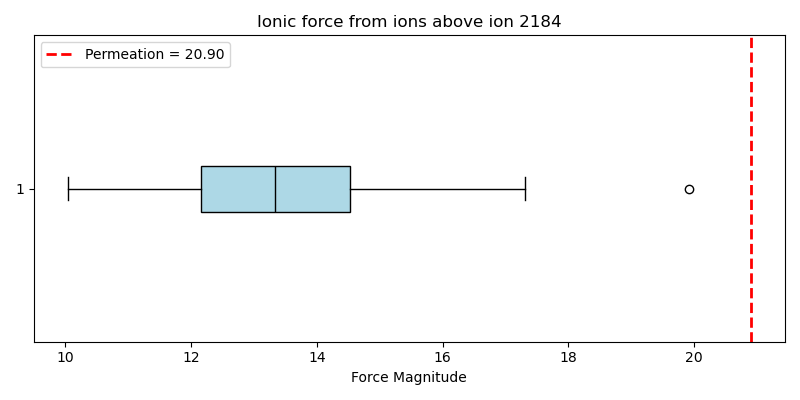 Ionic force from ions above ion 2184
Permeation = 20.90
1
10 12 14 16 18 20
Force Magnitude